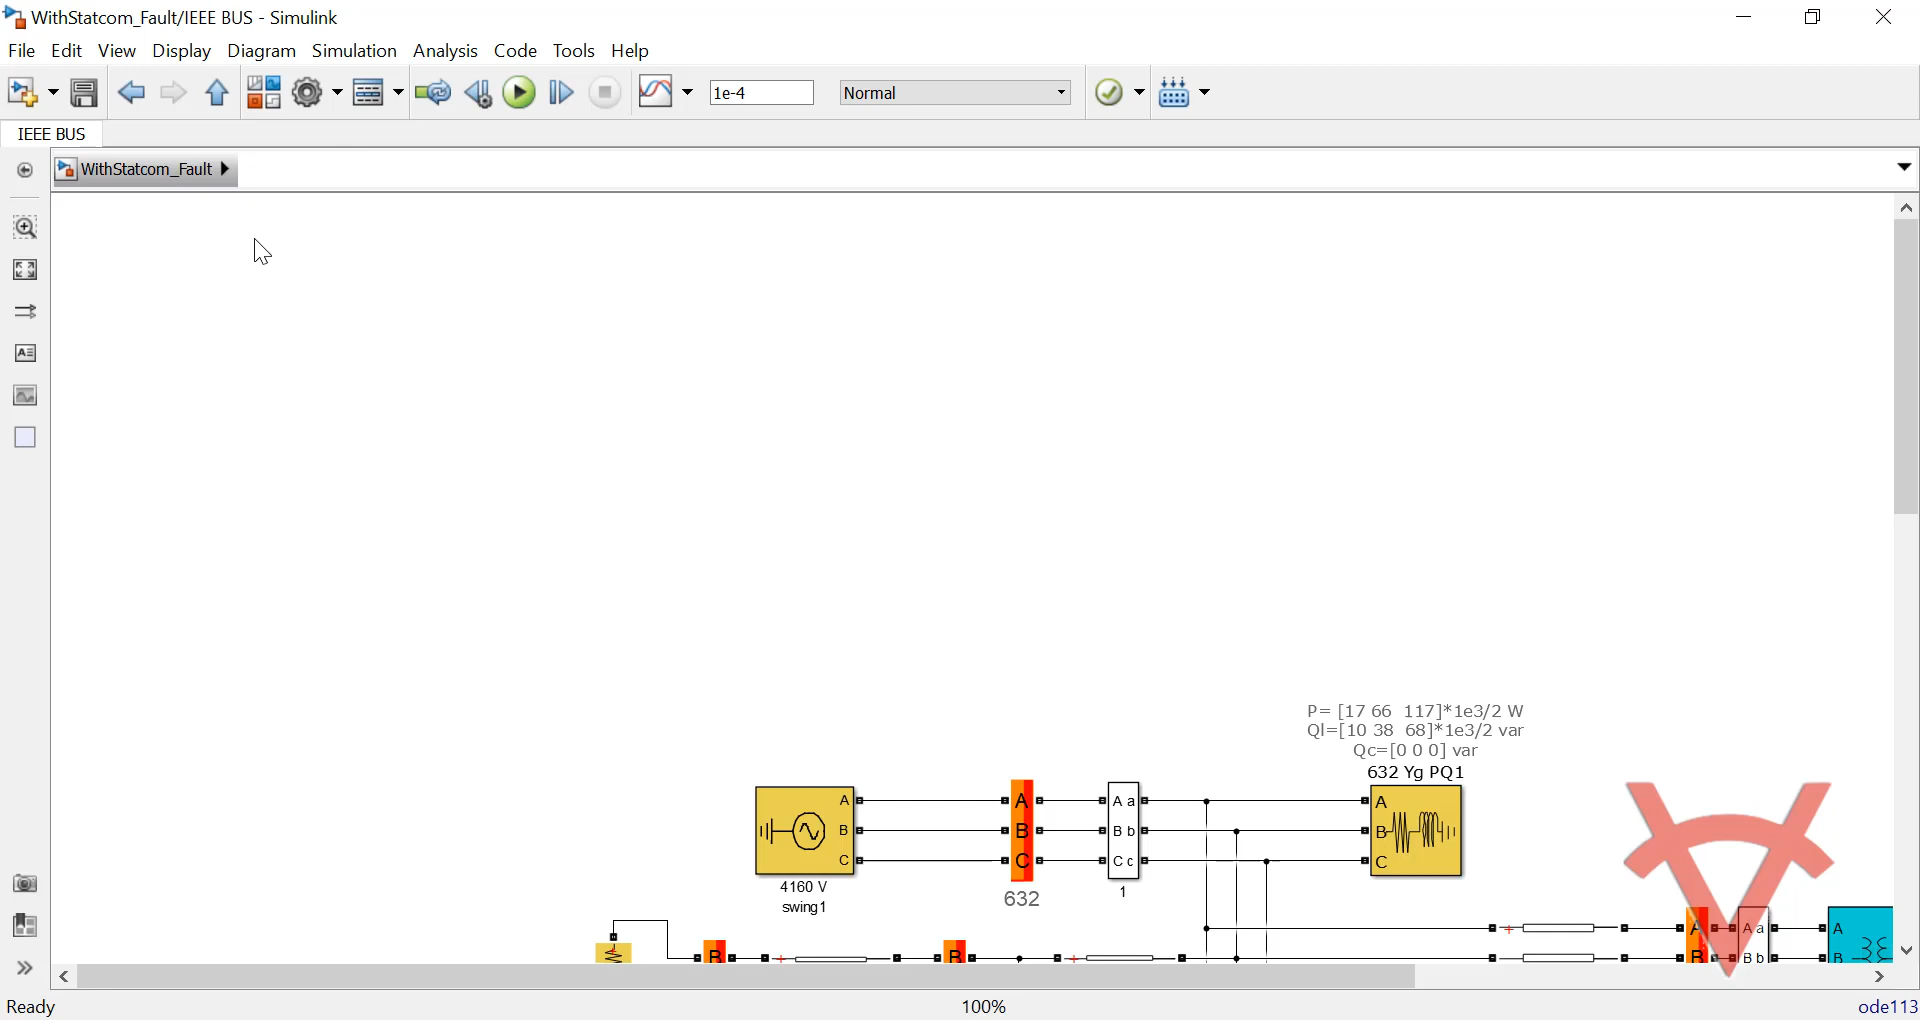 WithStatcom_Fault/IEEE BUS - Simulink
File Edit View Display Diagram Simulation Analysis Code Tools Help
1e-4 Normal
IEEE BUS
WithStatcom_Fault
P= [17 66 117]*1e3/2 W
Ql=[10 38 68]*1e3/2 var
Qc=[0 0 0] var
632 Yg PQ1
A A A a A
B B B b B
C C C c C
4160 V
swing1
632
1
A A a A
B B B B b B
Ready 100% ode113